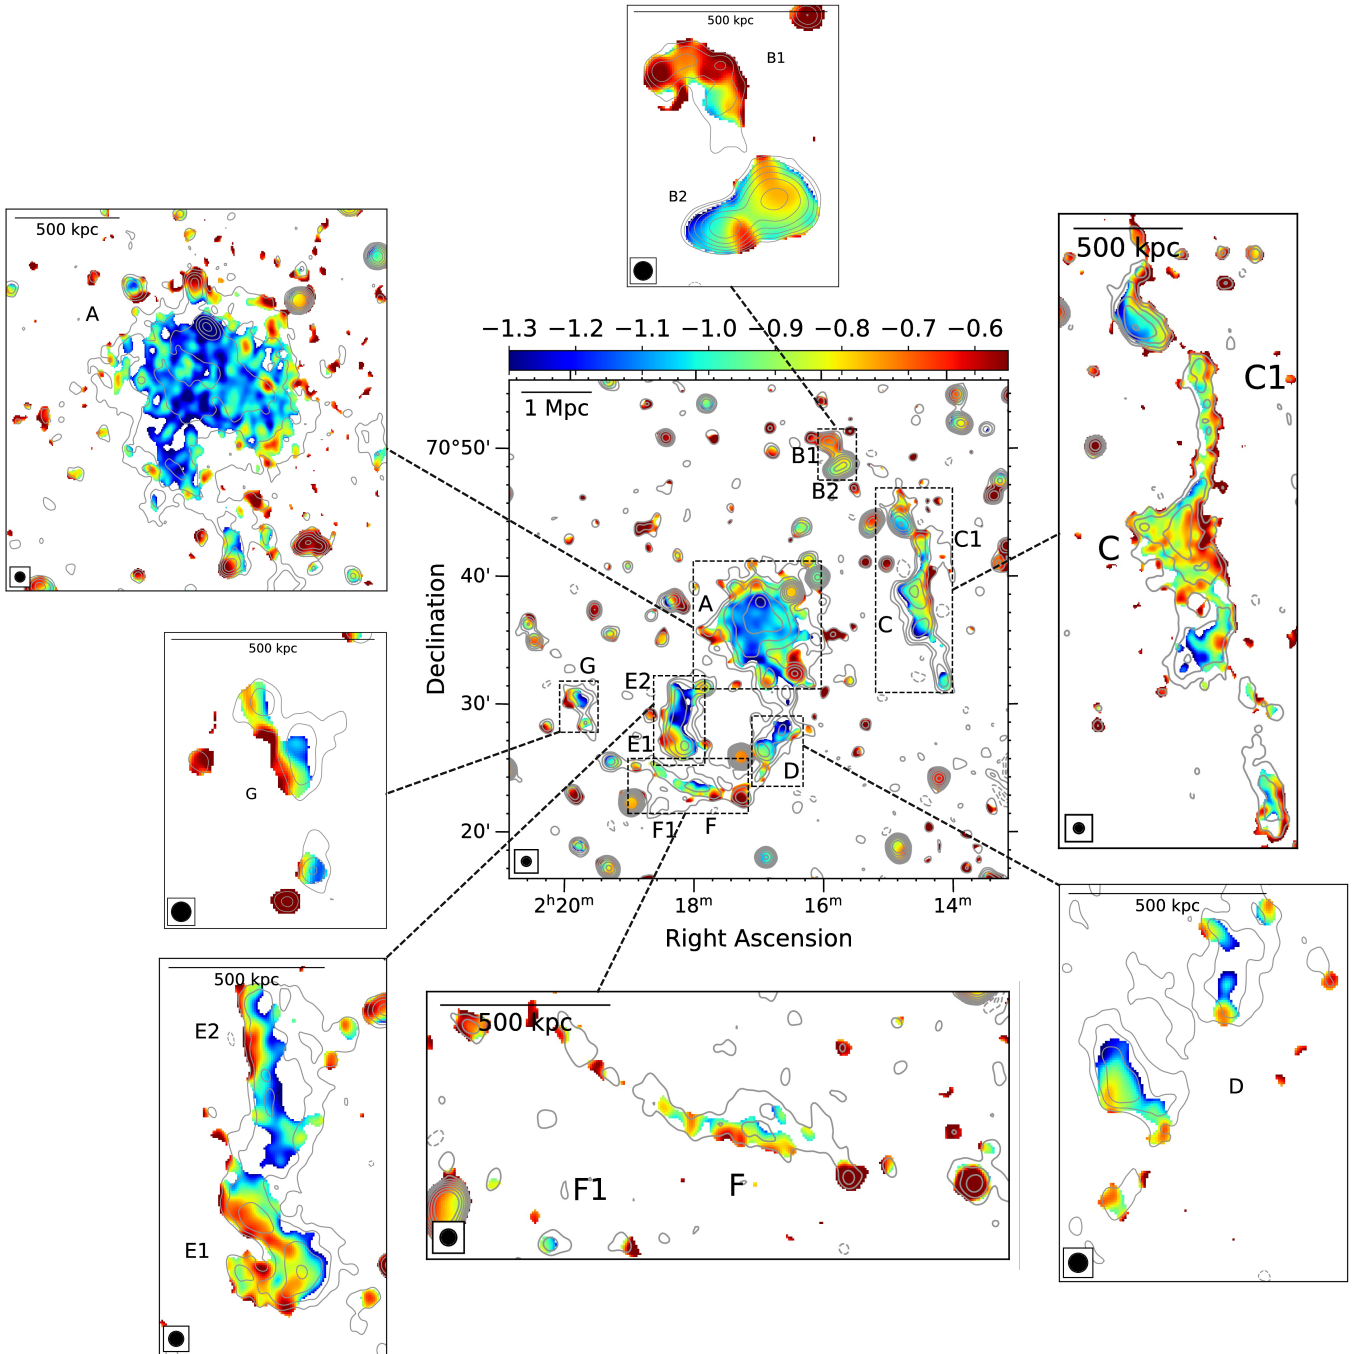 500 kpc
B1
B2
500 kpc
A
500 kpc
C1
C
−1.3 −1.2 −1.1 −1.0 −0.9 −0.8 −0.7 −0.6
1 Mpc
70°50'
40'
30'
20'
Declination
B1
B2
C1
A
C
G
E2
E1
D
F1
F
2ʰ20ᵐ 18ᵐ 16ᵐ 14ᵐ
Right Ascension
500 kpc
G
500 kpc
E2
E1
500 kpc
F1
F
500 kpc
D